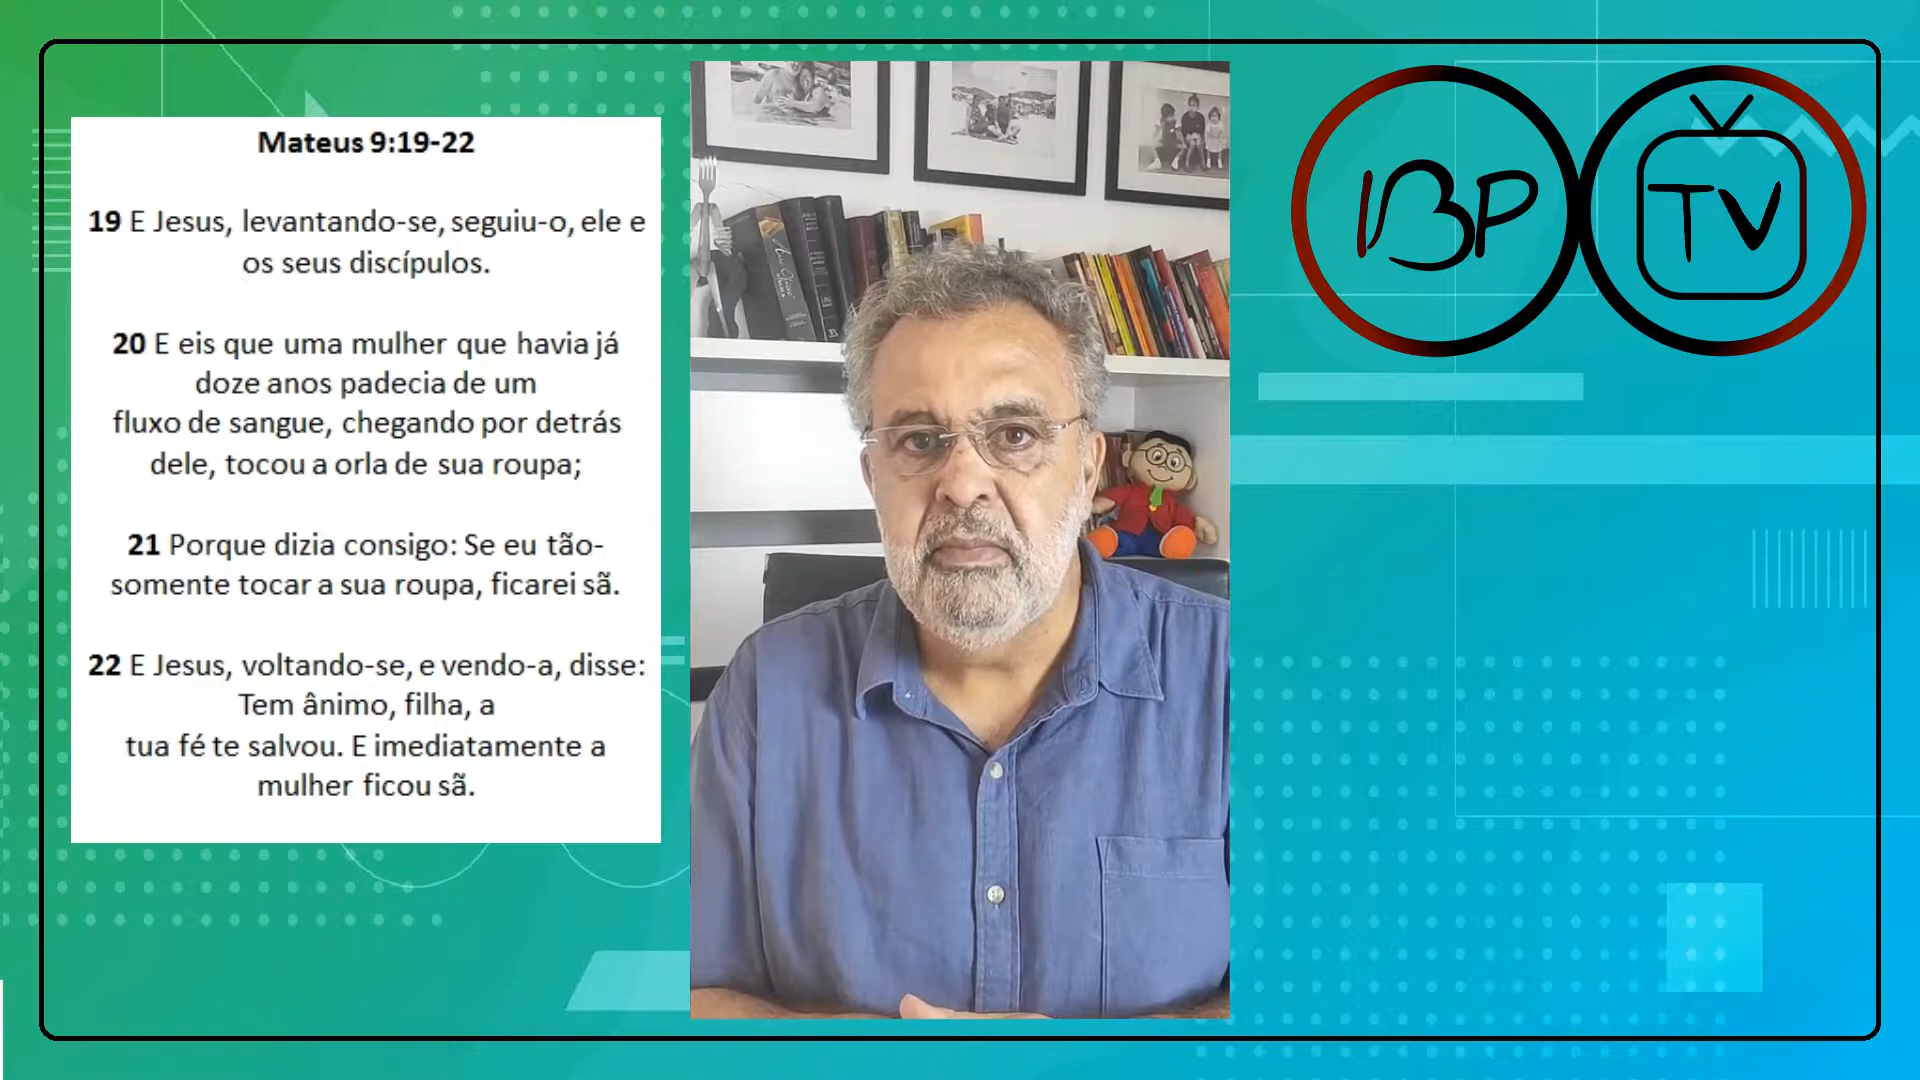 Mateus 9:19-22
19 E Jesus, levantando-se, seguiu-o, ele e
os seus discípulos.
20 E eis que uma mulher que havia já
doze anos padecia de um
fluxo de sangue, chegando por detrás
dele, tocou a orla de sua roupa;
21 Porque dizia consigo: Se eu tão-
somente tocar a sua roupa, ficarei sã.
22 E Jesus, voltando-se, e vendo-a, disse:
Tem ânimo, filha, a
tua fé te salvou. E imediatamente a
mulher ficou sã.
IBP
TV